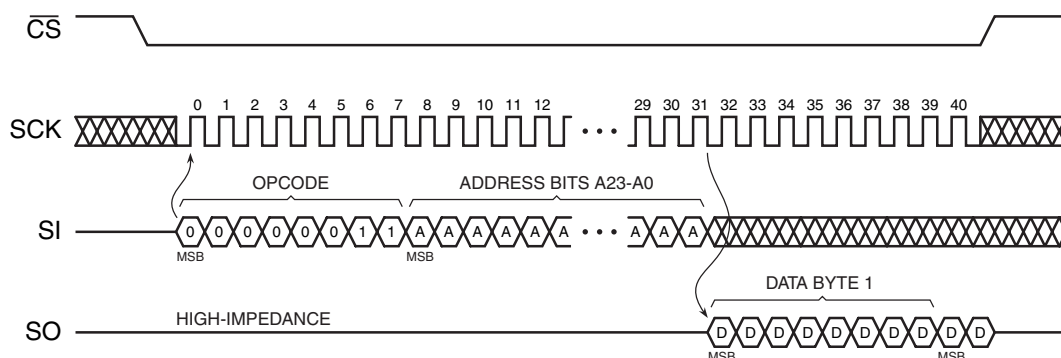 CS
0 1 2 3 4 5 6 7 8 9 10 11 12 29 30 31 32 33 34 35 36 37 38 39 40
SCK
OPCODE ADDRESS BITS A23-A0
SI 0 0 0 0 0 0 1 1 A A A A A A A A A
MSB MSB
DATA BYTE 1
SO HIGH-IMPEDANCE D D D D D D D D D D
MSB MSB